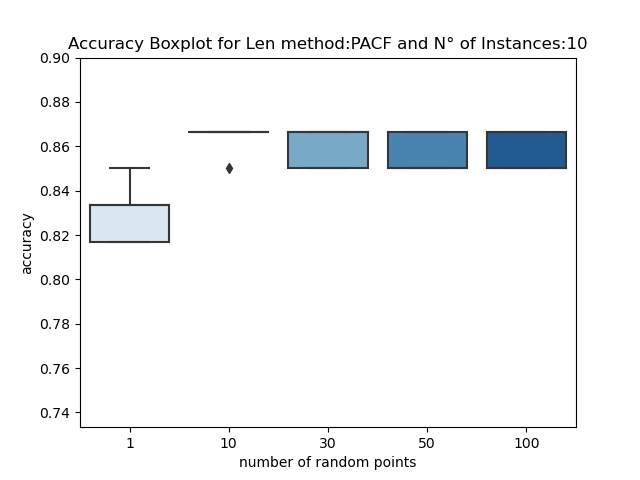 Accuracy Boxplot for Len method:PACF and N° of Instances:10
0.90
0.88
0.86
0.84
0.82
0.80
0.78
0.76
0.74
accuracy
1 10 30 50 100
number of random points